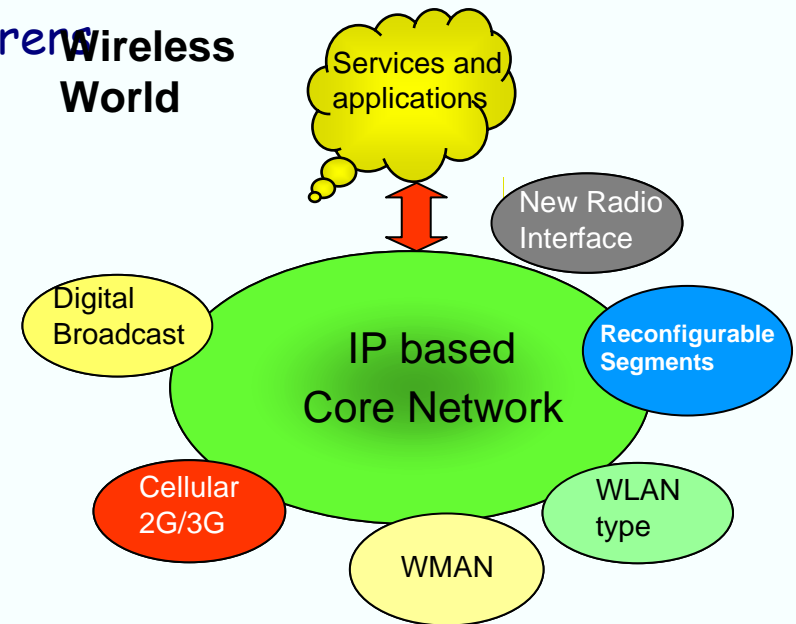 Wireless
World
Services and
applications
New Radio
Interface
Digital
Broadcast
Reconfigurable
Segments
IP based
Core Network
Cellular
2G/3G
WLAN
type
WMAN